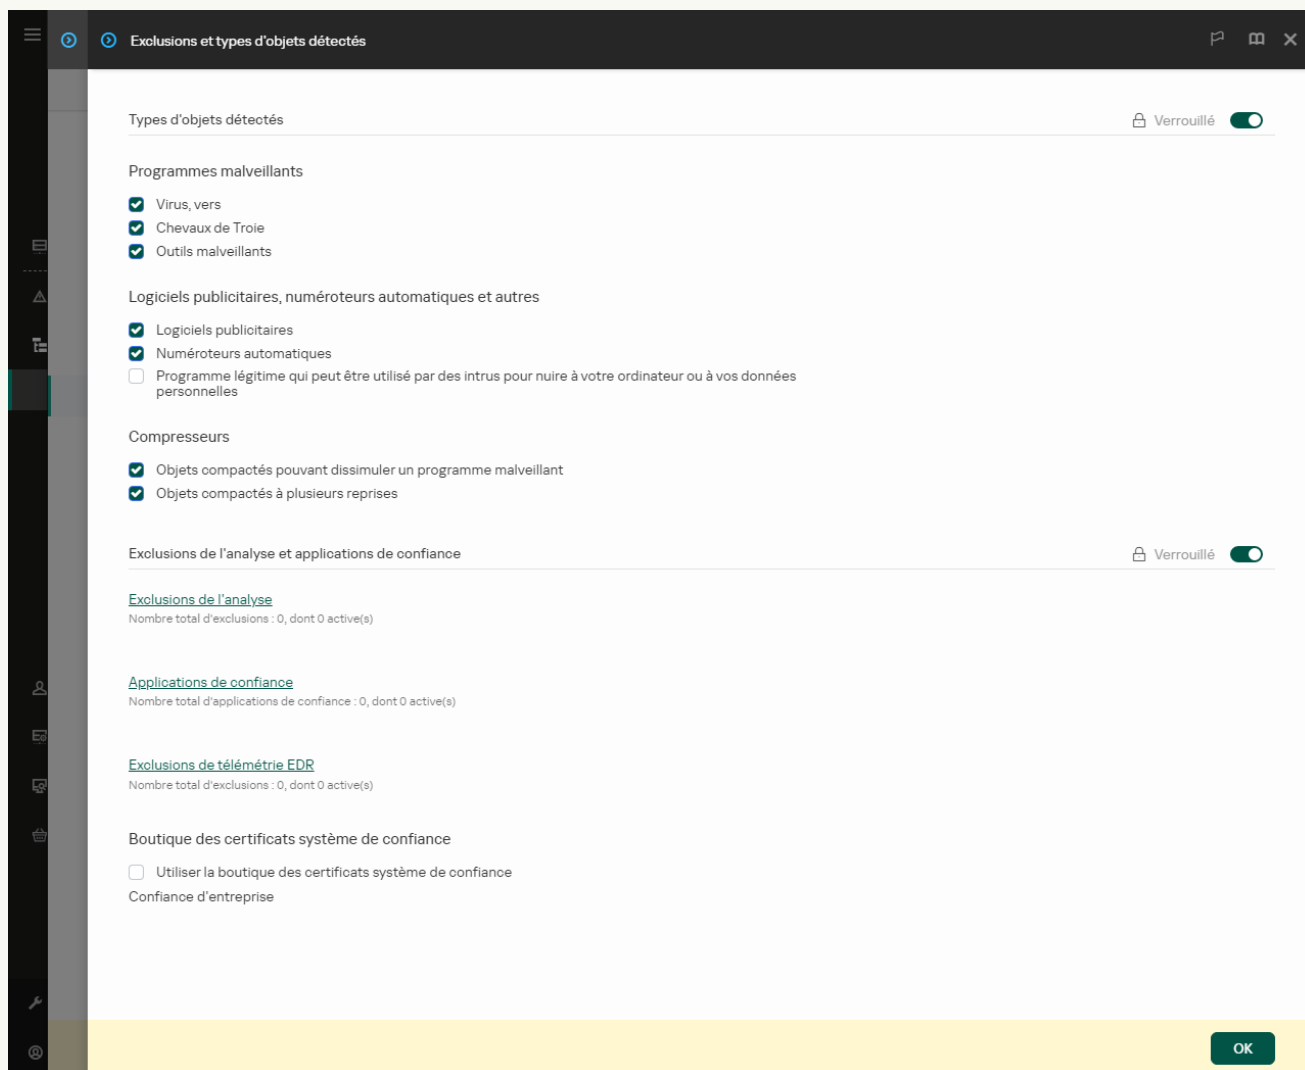 Exclusions et types d'objets détectés
Types d'objets détectés
Verrouillé
Programmes malveillants
Virus, vers
Chevaux de Troie
Outils malveillants
Logiciels publicitaires, numéroteurs automatiques et autres
Logiciels publicitaires
Numéroteurs automatiques
Programme légitime qui peut être utilisé par des intrus pour nuire à votre ordinateur ou à vos données
personnelles
Compresseurs
Objets compactés pouvant dissimuler un programme malveillant
Objets compactés à plusieurs reprises
Exclusions de l'analyse et applications de confiance
Verrouillé
Exclusions de l'analyse
Nombre total d'exclusions : 0, dont 0 active(s)
Applications de confiance
Nombre total d'applications de confiance : 0, dont 0 active(s)
Exclusions de télémétrie EDR
Nombre total d'exclusions : 0, dont 0 active(s)
Boutique des certificats système de confiance
Utiliser la boutique des certificats système de confiance
Confiance d'entreprise
OK